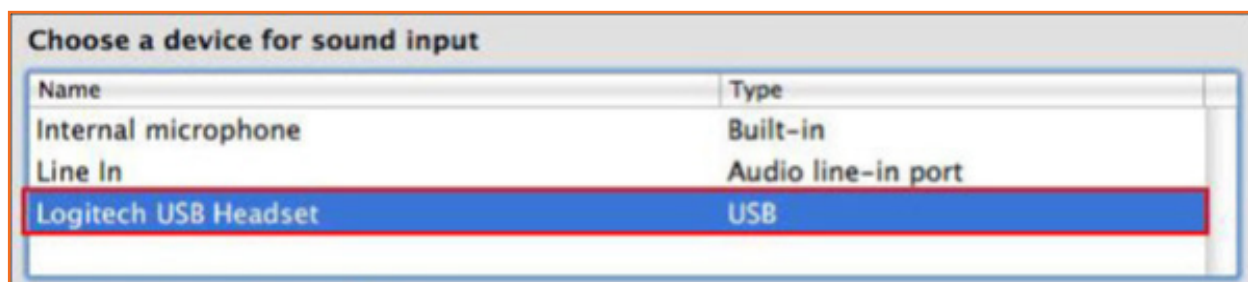 Choose a device for sound input
Name Type
Internal microphone Built-in
Line In Audio line-in port
Logitech USB Headset USB